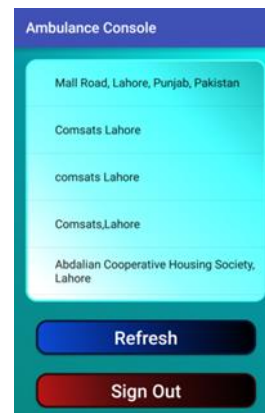 Ambulance Console
Mall Road, Lahore, Punjab, Pakistan
Comsats Lahore
comsats Lahore
Comsats,Lahore
Abdalian Cooperative Housing Society,
Lahore
Refresh
Sign Out